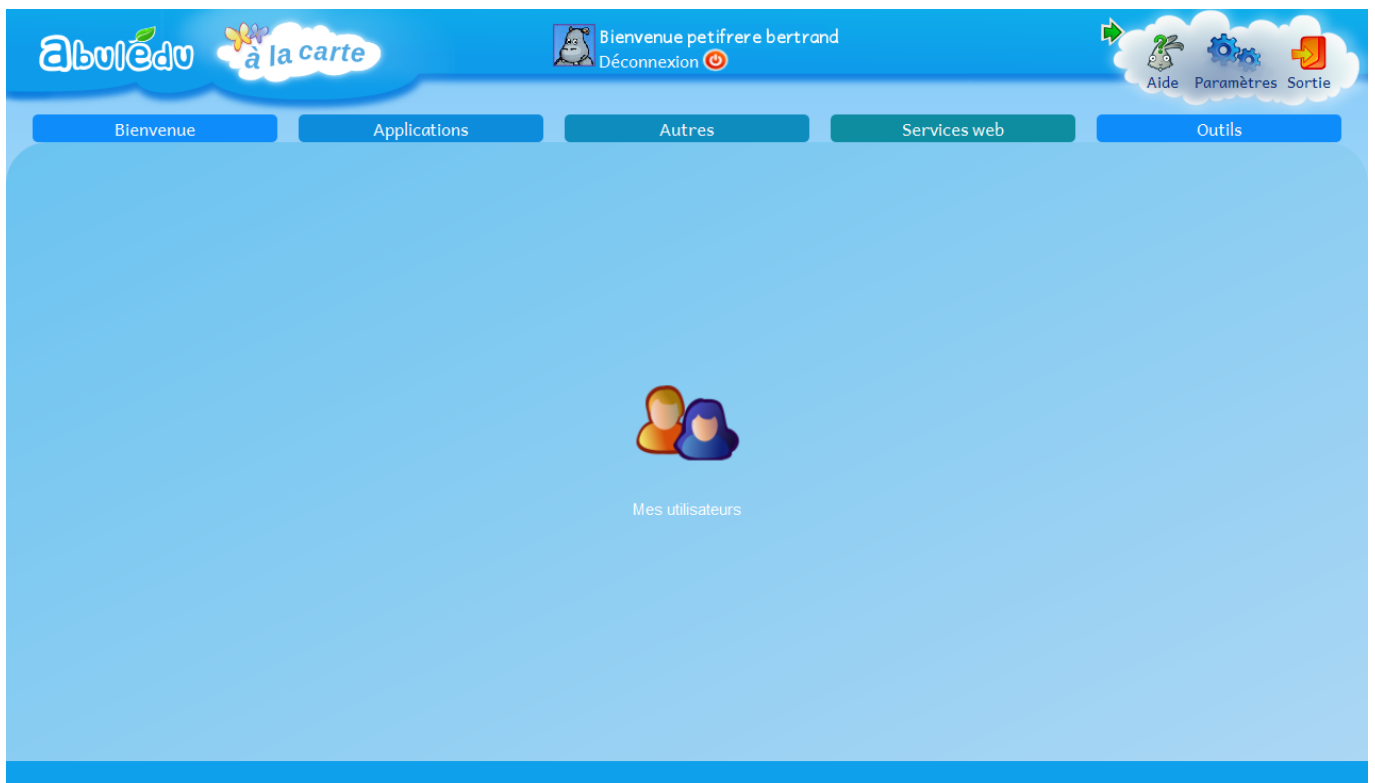 abulédu
à la carte
Bienvenue petifrere bertrand
Déconnexion
Aide Paramètres Sortie
Bienvenue Applications Autres Services web Outils
Mes utilisateurs